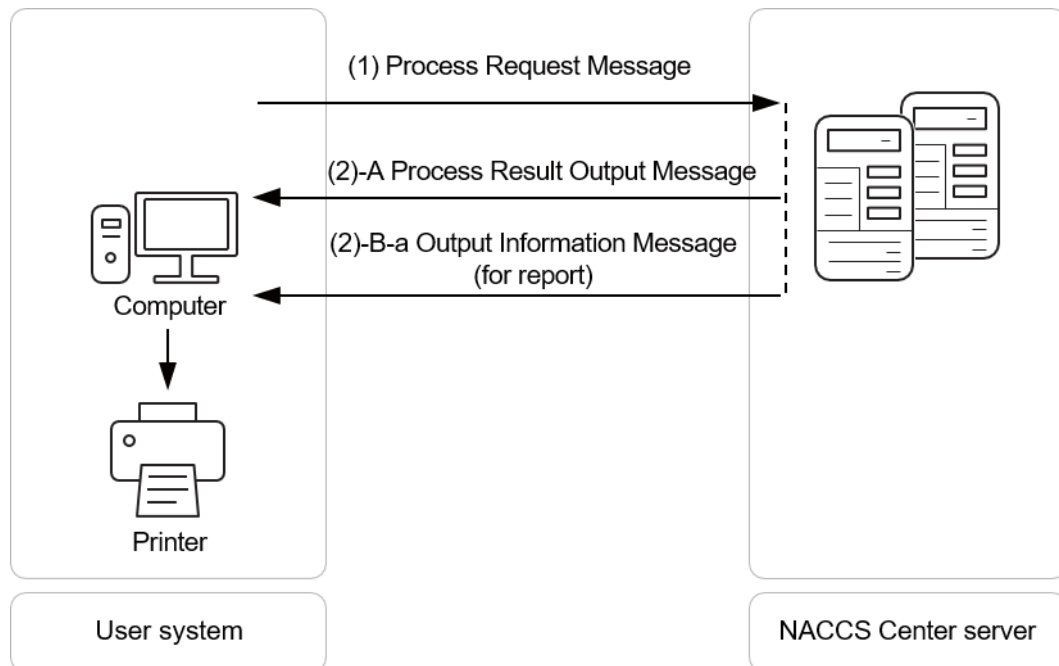 (1) Process Request Message
(2)-A Process Result Output Message
(2)-B-a Output Information Message
(for report)
Computer
Printer
User system
NACCS Center server